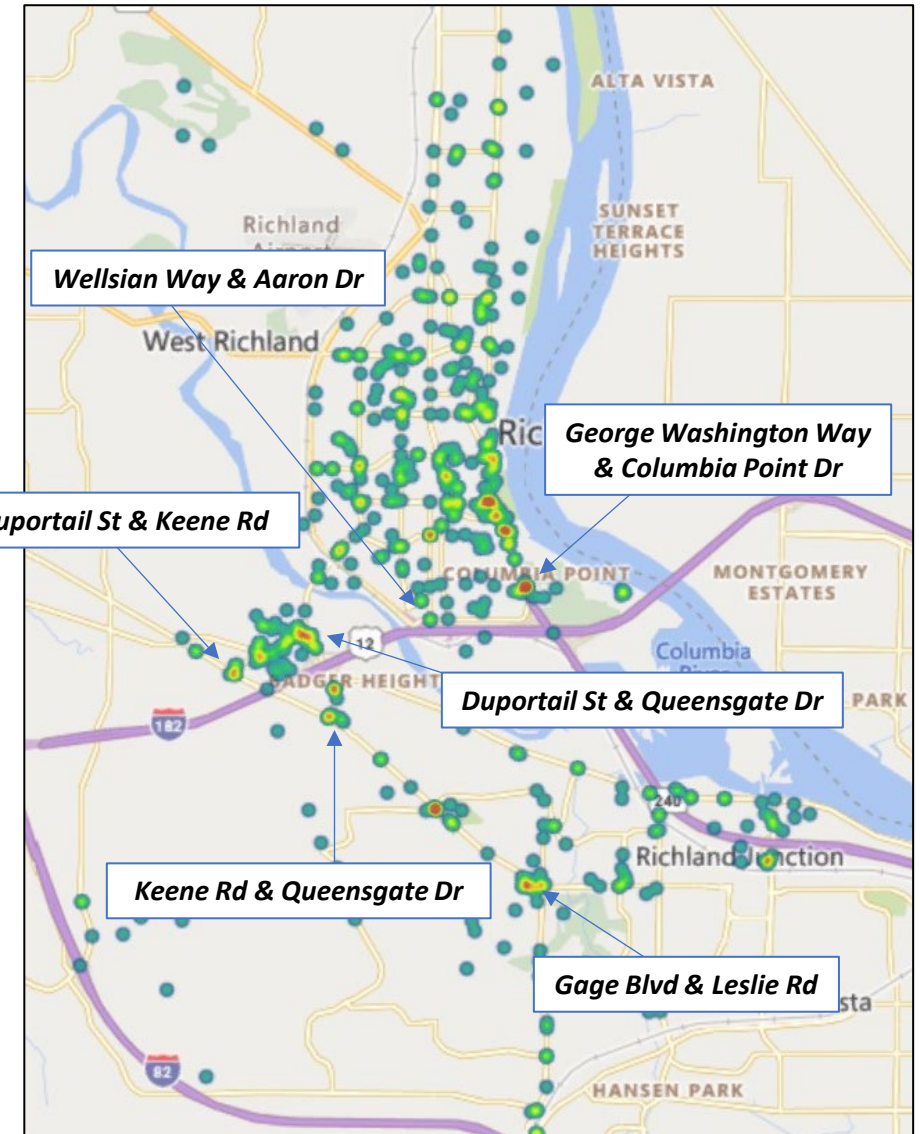 ALTA VISTA
SUNSET
TERRACE
HEIGHTS
Richland
Wellsian Way & Aaron Dr
West Richland
Ric
George Washington Way
& Columbia Point Dr
uportail St & Keene Rd
COLUMBIA POINT
MONTGOMERY
ESTATES
12
Columbia
BADGER HEIGHT
Duportail St & Queensgate Dr
PARK
182
240
Richland Junction
Keene Rd & Queensgate Dr
Gage Blvd & Leslie Rd
sta
82
HANSEN PARK